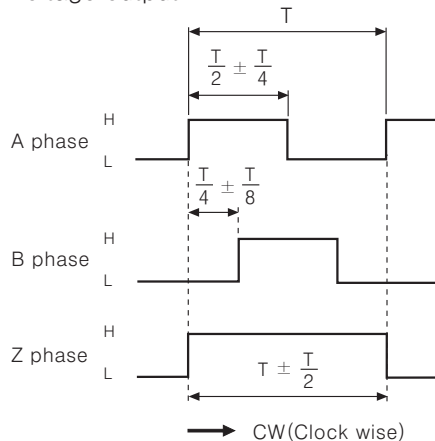 T
T/2 ± T/4
A phase H
L
T/4 ± T/8
B phase H
L
Z phase H
L
T ± T/2
CW(Clock wise)